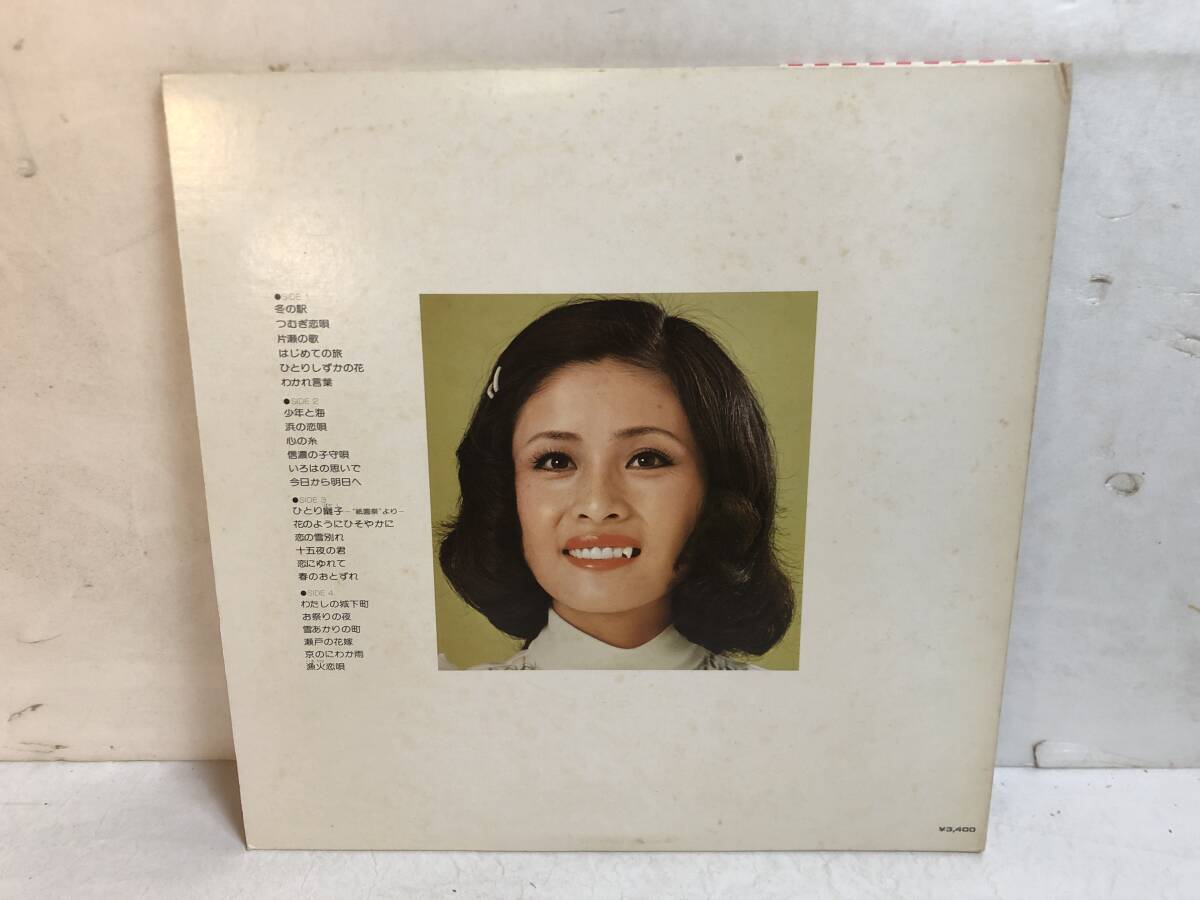 ●SIDE 1
冬の駅
つむぎ恋唄
片瀬の歌
はじめての旅
ひとりしずかの花
わかれ言葉
●SIDE 2
少年と海
浜の恋唄
心の糸
信濃の子守唄
いろはの思いで
今日から明日へ
●SIDE 3
ひとり囃子–“祇園祭”より–
花のようにひそやかに
恋の雪別れ
十五夜の君
恋にゆれて
春のおとずれ
●SIDE 4
わたしの城下町
お祭りの夜
雪あかりの町
瀬戸の花嫁
京のにわか雨
漁火恋唄
¥3,400